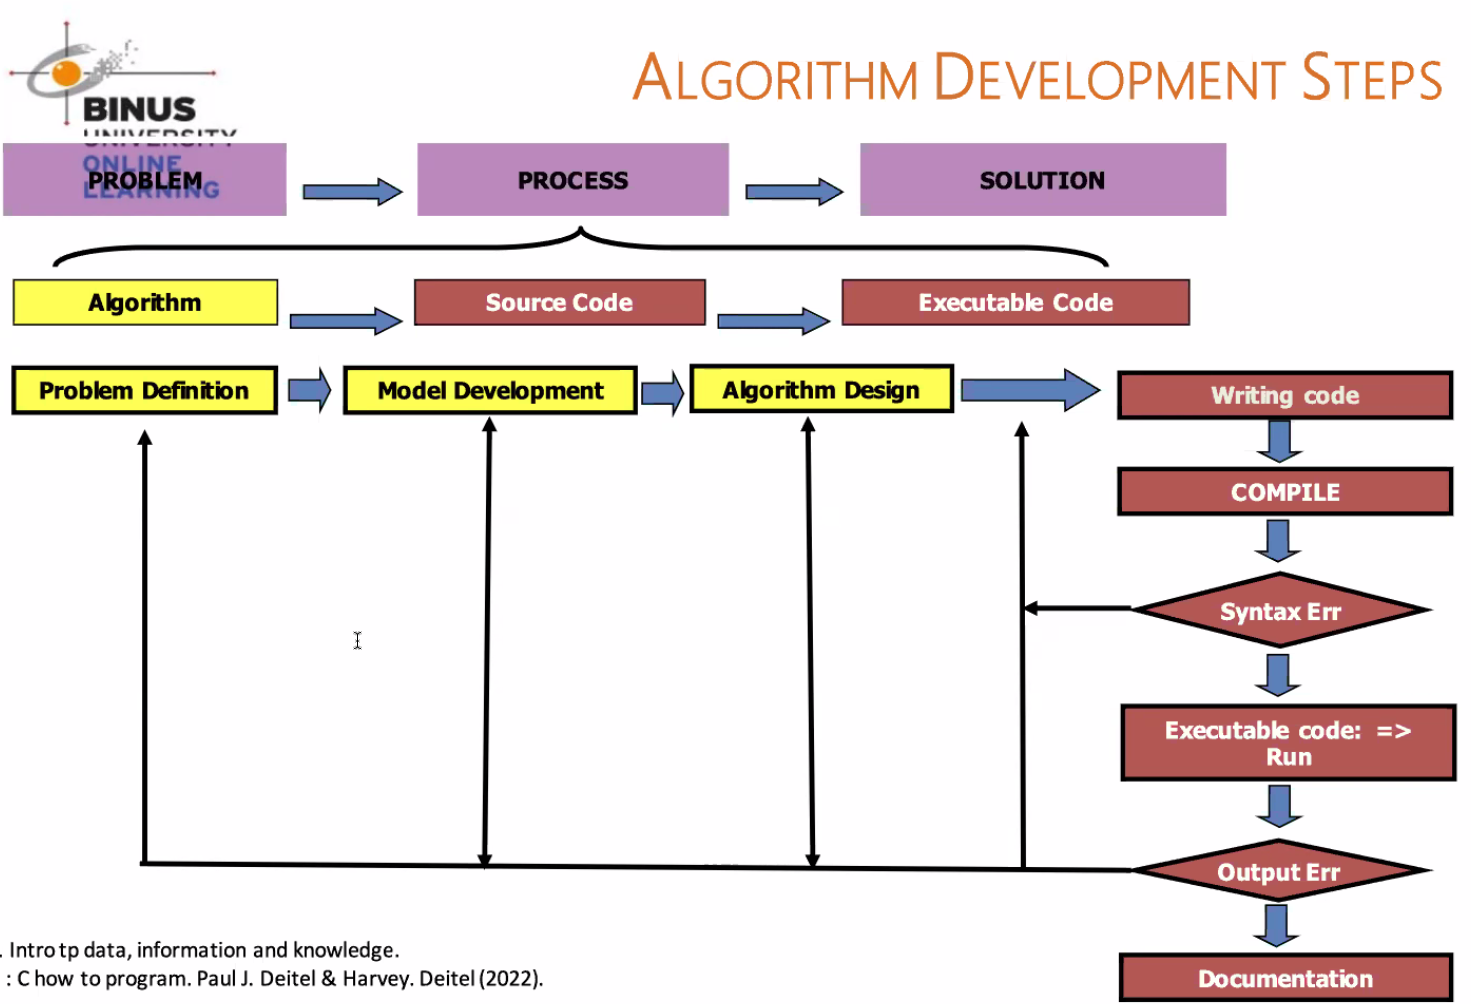 ALGORITHM DEVELOPMENT STEPS
BINUS
UNIVERSITY
ONLINE
LEARNING
PROBLEM
PROCESS
SOLUTION
Algorithm
Source Code
Executable Code
Problem Definition
Model Development
Algorithm Design
Writing code
COMPILE
Syntax Err
Executable code: =>
Run
Output Err
Documentation
. Intro tp data, information and knowledge.
: C how to program. Paul J. Deitel & Harvey. Deitel (2022).